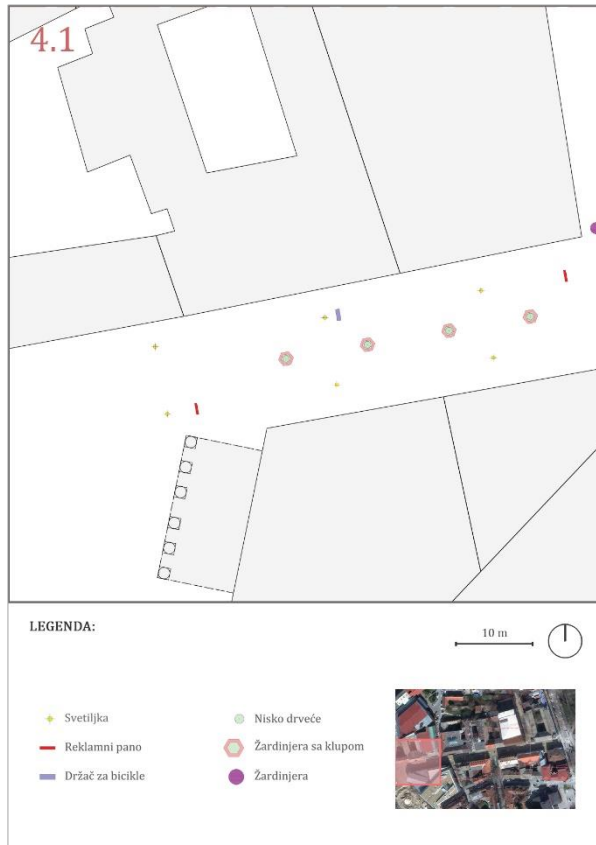 4.1
LEGENDA:
10 m
Svetiljka
Nisko drveće
Reklamni pano
Žardinjera sa klupom
Držač za bicikle
Žardinjera